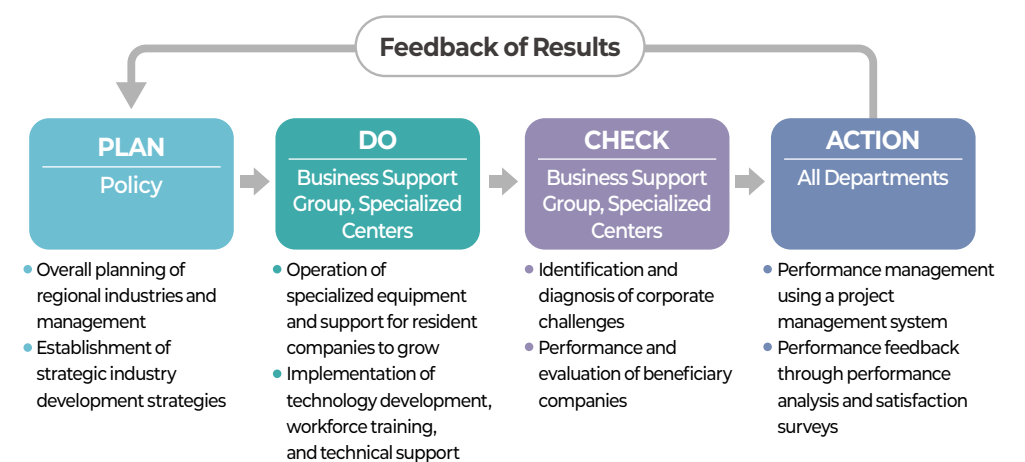 Feedback of Results
PLAN
Policy
DO
Business Support
Group, Specialized
Centers
CHECK
Business Support
Group, Specialized
Centers
ACTION
All Departments
• Overall planning of
regional industries and
management
• Establishment of
strategic industry
development strategies
• Operation of
specialized equipment
and support for resident
companies to grow
• Implementation of
technology development,
workforce training,
and technical support
• Identification and
diagnosis of corporate
challenges
• Performance and
evaluation of beneficiary
companies
• Performance management
using a project
management system
• Performance feedback
through performance
analysis and satisfaction
surveys